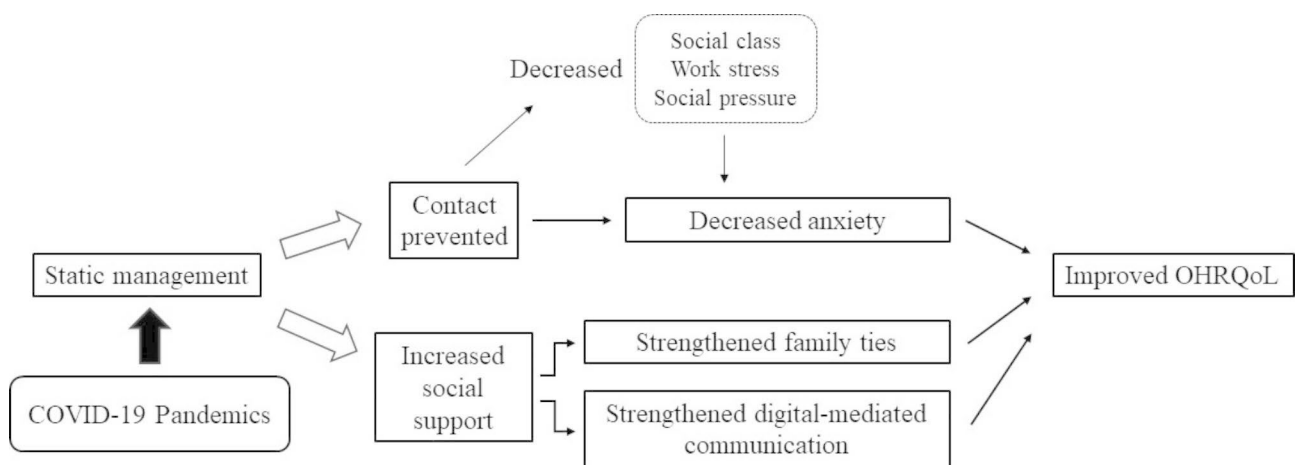 Social class
Decreased
Work stress
Social pressure
Contact
prevented
Decreased anxiety
Static management
Improved OHRQoL
Increased
social
support
Strengthened family ties
COVID-19 Pandemics
Strengthened digital-mediated
communication